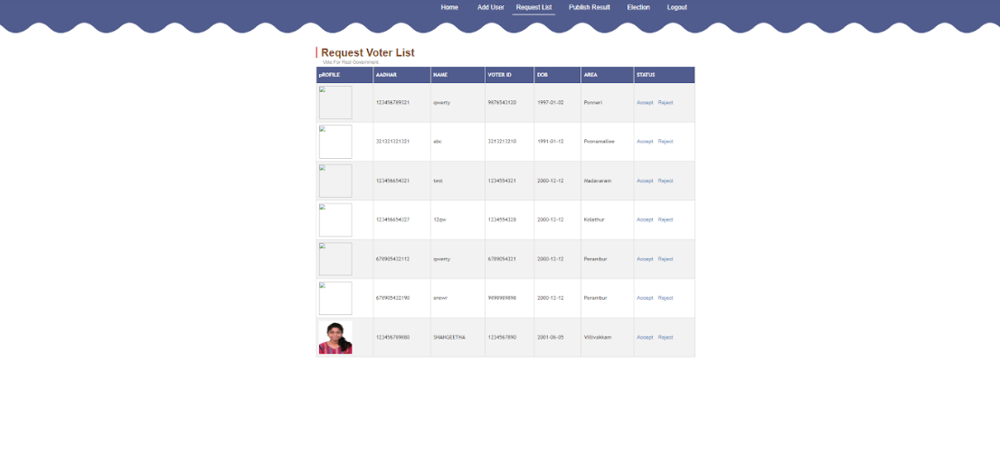 Home Add User Request List Publish Result Election Logout
Request Voter List
Vote For Real Government
pROFILE AADHAR NAME VOTER ID DOB AREA STATUS
123456789321 qwerty 9876543120 1997-01-02 Ponneri Accept Reject
321321321321 abc 3213213210 1991-01-12 Poonamallee Accept Reject
123456654321 test 1234554321 2000-12-12 Madavaram Accept Reject
123456654327 12qw 1234554328 2000-12-12 Kolathur Accept Reject
678905432112 qwerty 6789054321 2000-12-12 Perambur Accept Reject
678905432190 erewr 9898989898 2000-12-12 Perambur Accept Reject
123456789880 SHANGEETHA 1234567890 2001-06-05 Villivakkam Accept Reject